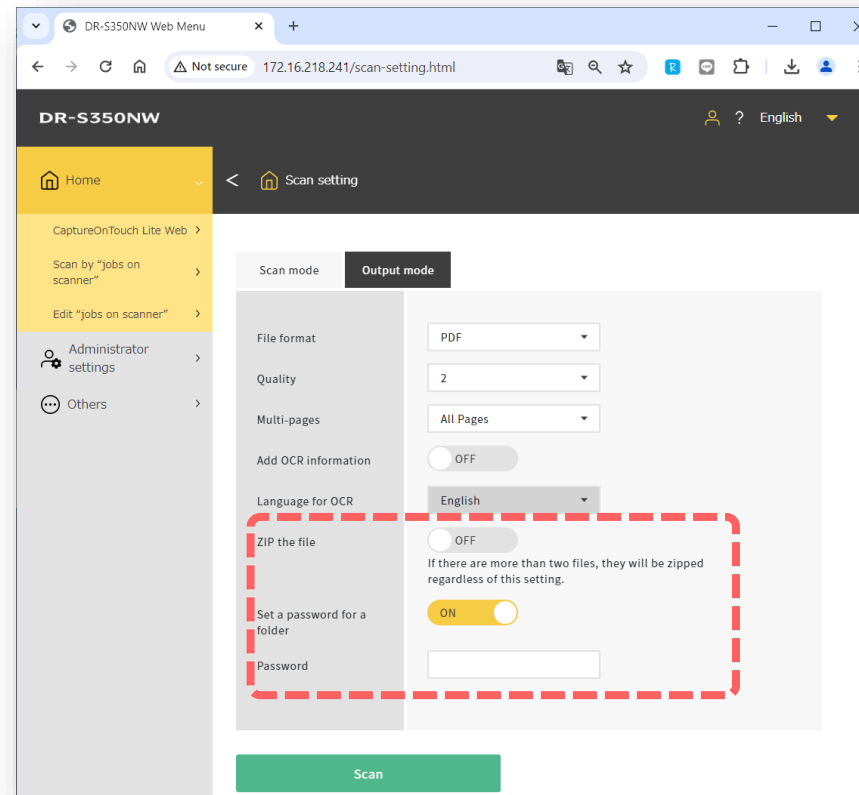 DR-S350NW Web Menu
Not secure 172.16.218.241/scan-setting.html
DR-S350NW
? English
Home
< Scan setting
CaptureOnTouch Lite Web
Scan by “jobs on
scanner”
Edit “jobs on scanner”
Administrator
settings
Others
Scan mode
Output mode
File format
PDF
Quality
2
Multi-pages
All Pages
Add OCR information
OFF
Language for OCR
English
ZIP the file
OFF
If there are more than two files, they will be zipped
regardless of this setting.
Set a password for a
folder
ON
Password
Scan